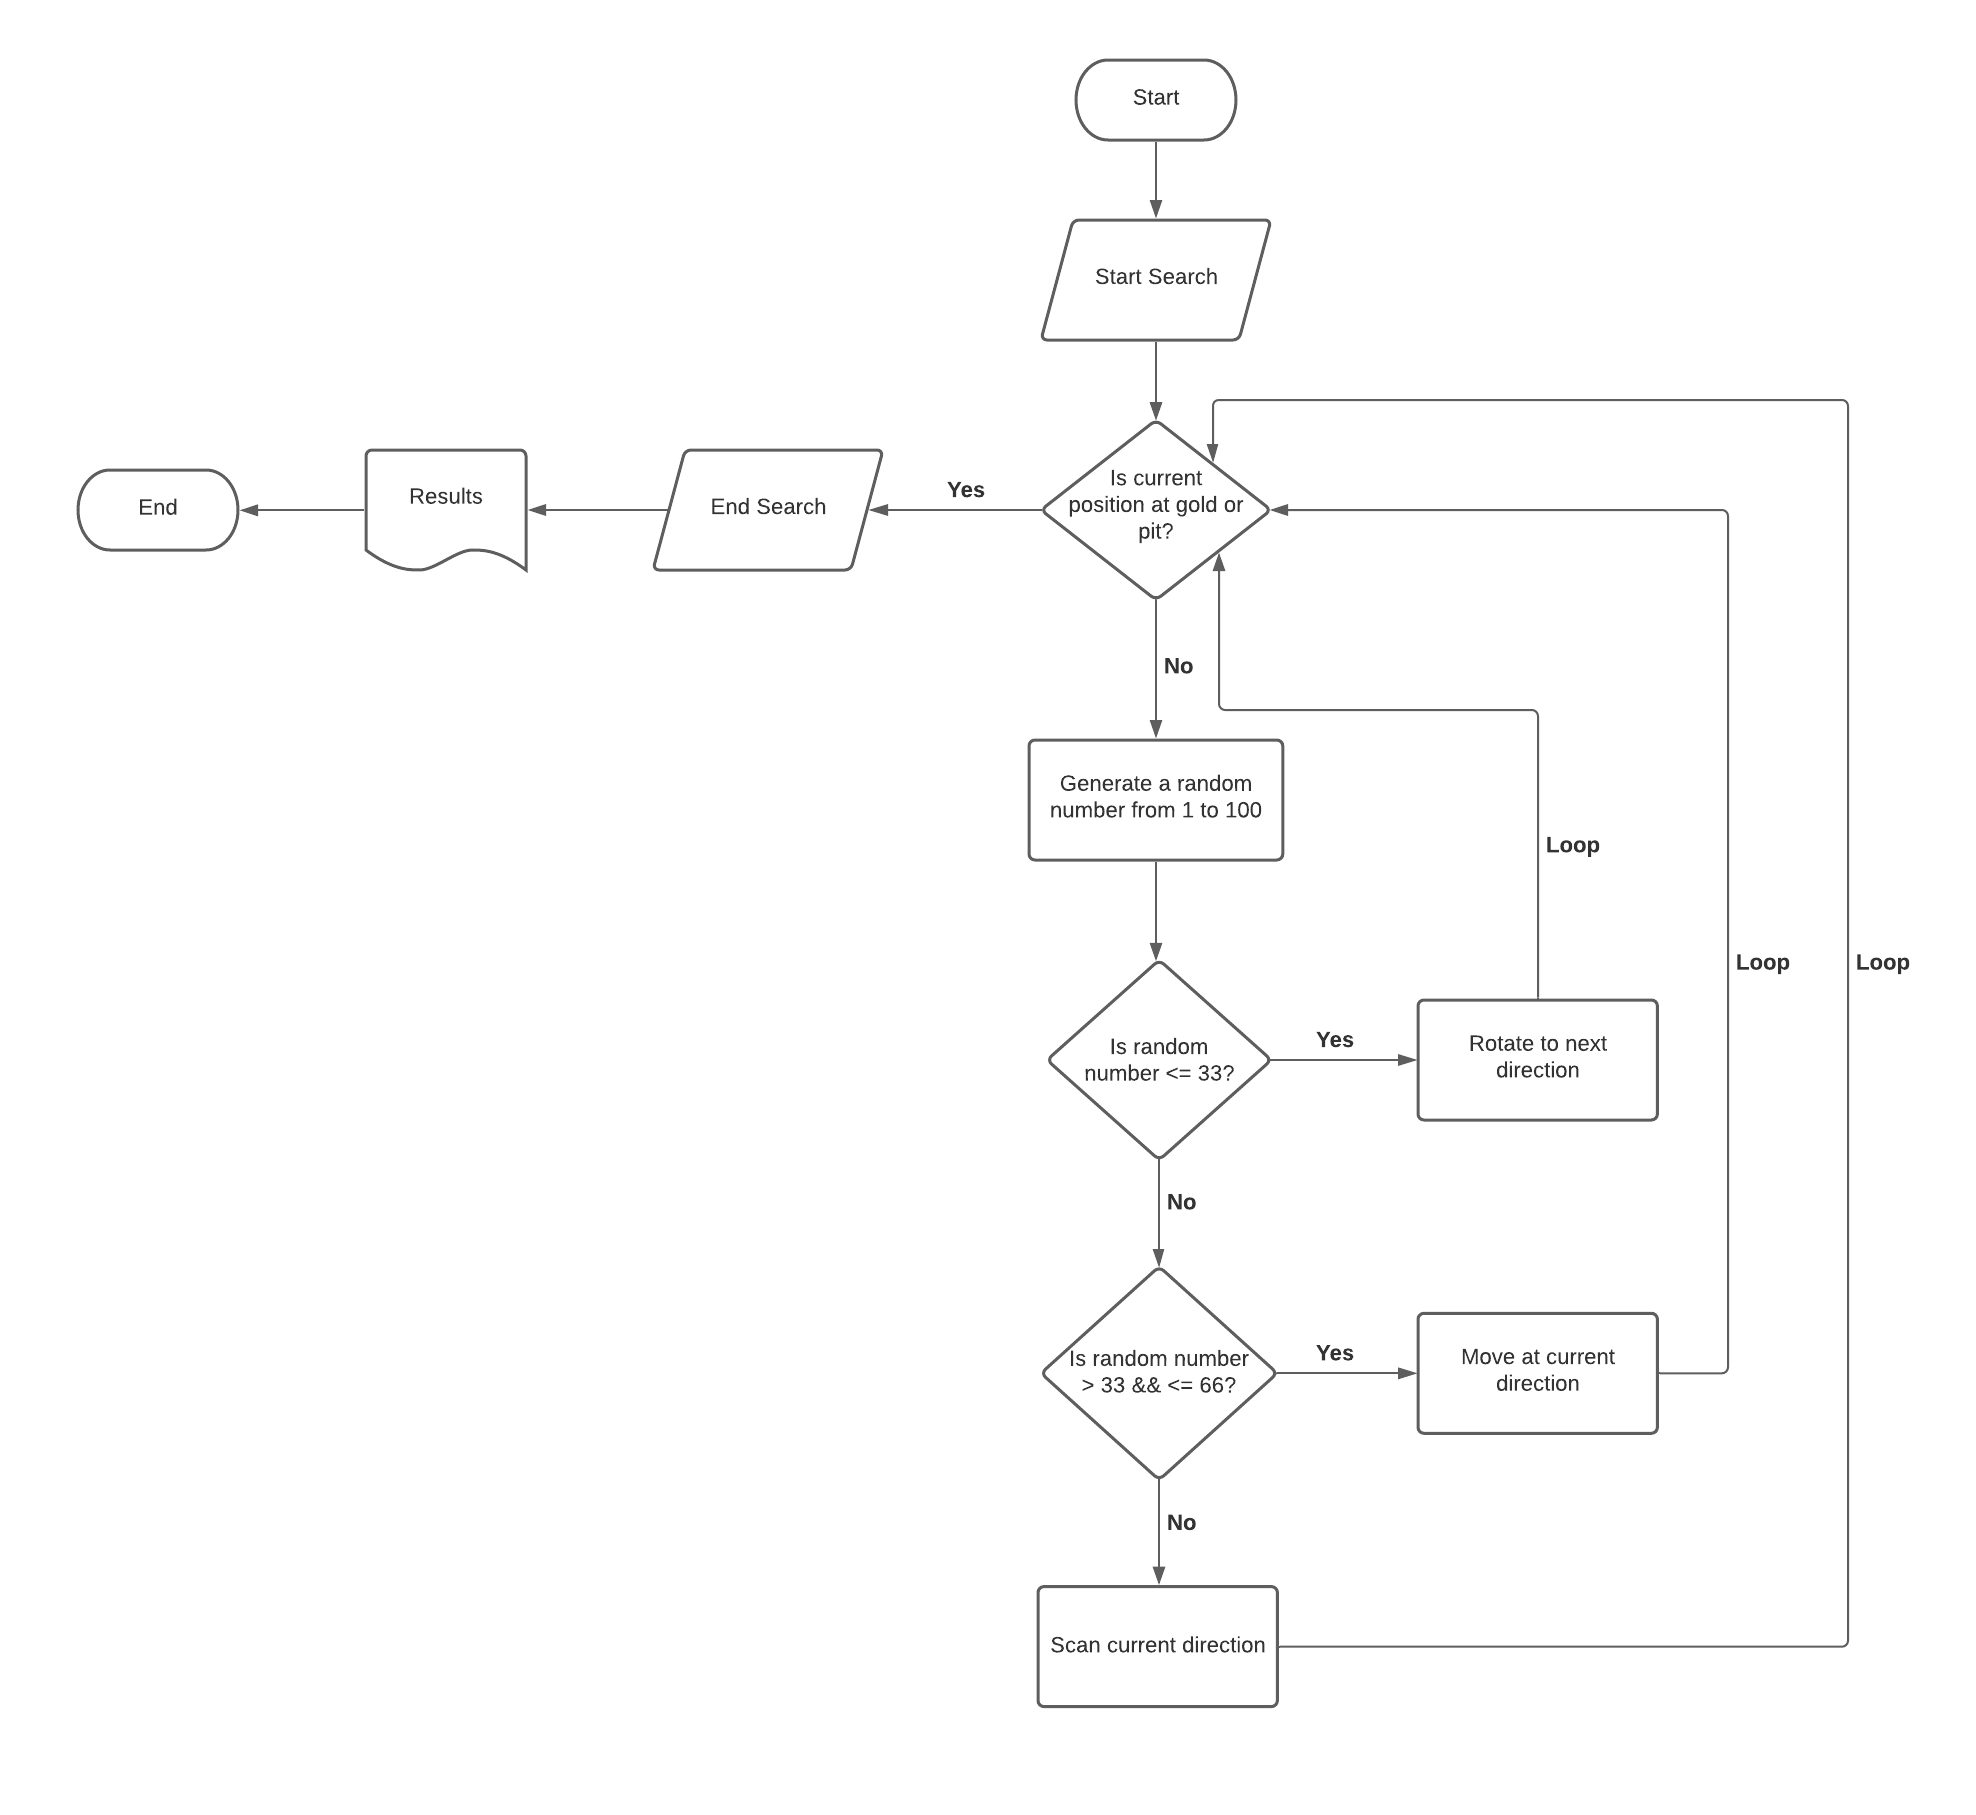 Start
Start Search
Is current
position at gold or
pit?
Yes
End Search
Results
End
No
Generate a random
number from 1 to 100
Loop
Loop
Loop
Is random
number <= 33?
Yes
Rotate to next
direction
No
Is random number
> 33 && <= 66?
Yes
Move at current
direction
No
Scan current direction